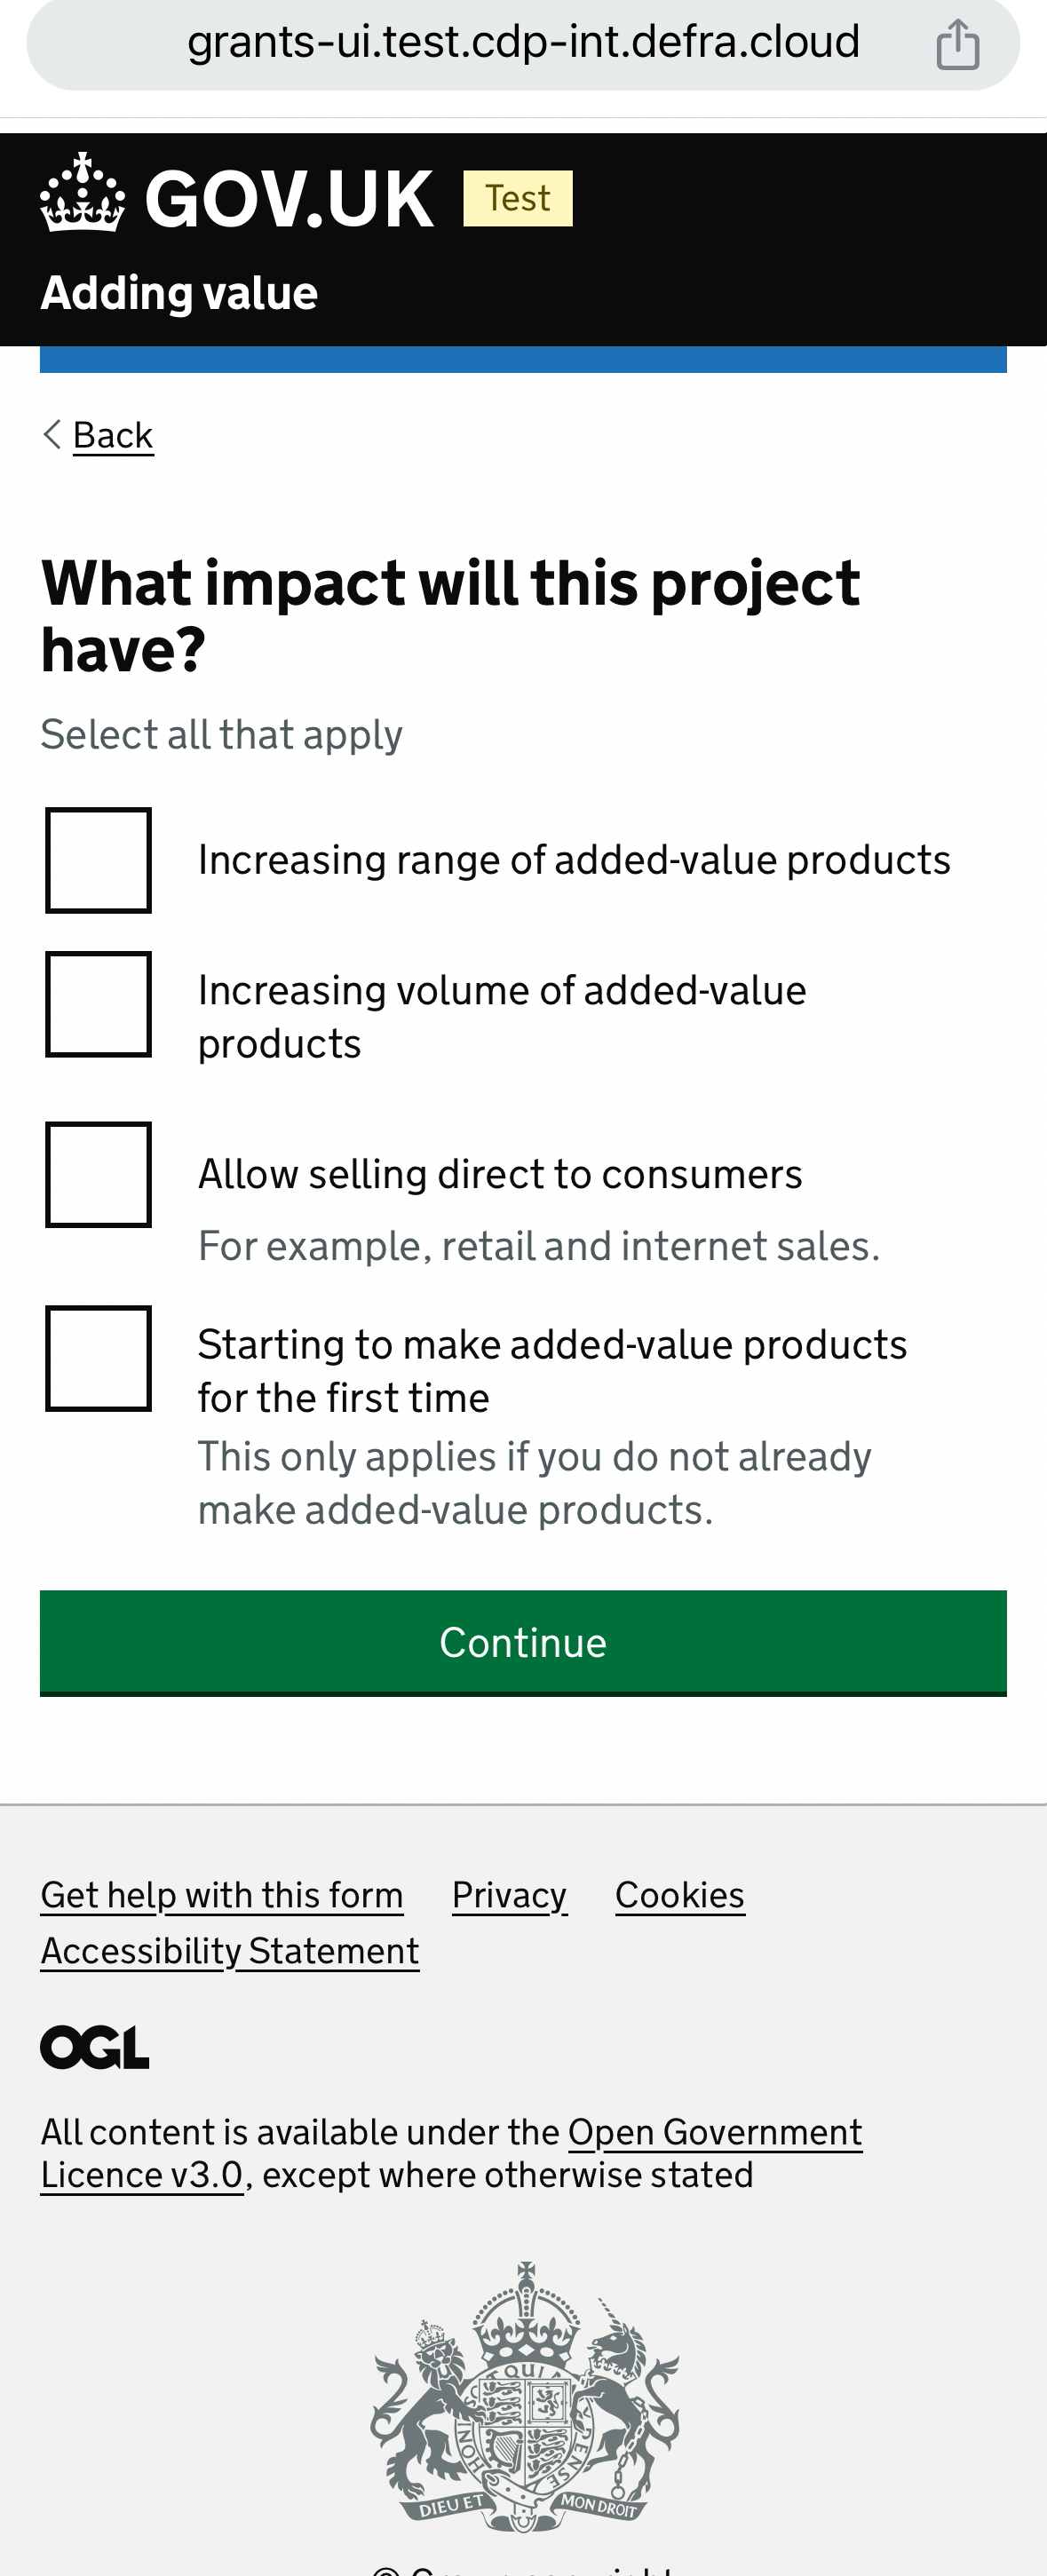 grants-ui.test.cdp-int.defra.cloud
GOV.UK Test
Adding value
Back
What impact will this project
have?
Select all that apply
Increasing range of added-value products
Increasing volume of added-value
products
Allow selling direct to consumers
For example, retail and internet sales.
Starting to make added-value products
for the first time
This only applies if you do not already
make added-value products.
Continue
Get help with this form Privacy Cookies
Accessibility Statement
OGL
All content is available under the Open Government
Licence v3.0, except where otherwise stated
DIEU ET MON DROIT